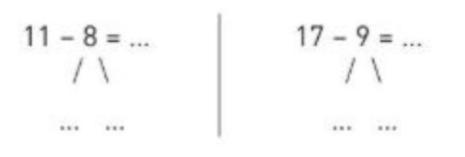 11 – 8 = ...
/ \
... ...
17 – 9 = ...
/ \
... ...